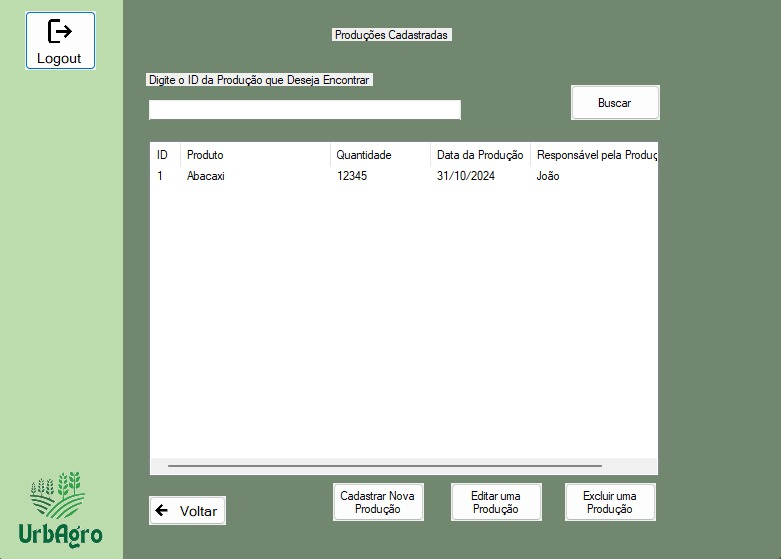 Logout
Produções Cadastradas
Digite o ID da Produção que Deseja Encontrar
Buscar
ID Produto Quantidade Data da Produção Responsável pela Produç
1 Abacaxi 12345 31/10/2024 João
Voltar
Cadastrar Nova
Produção
Editar uma
Produção
Excluir uma
Produção
UrbAgro